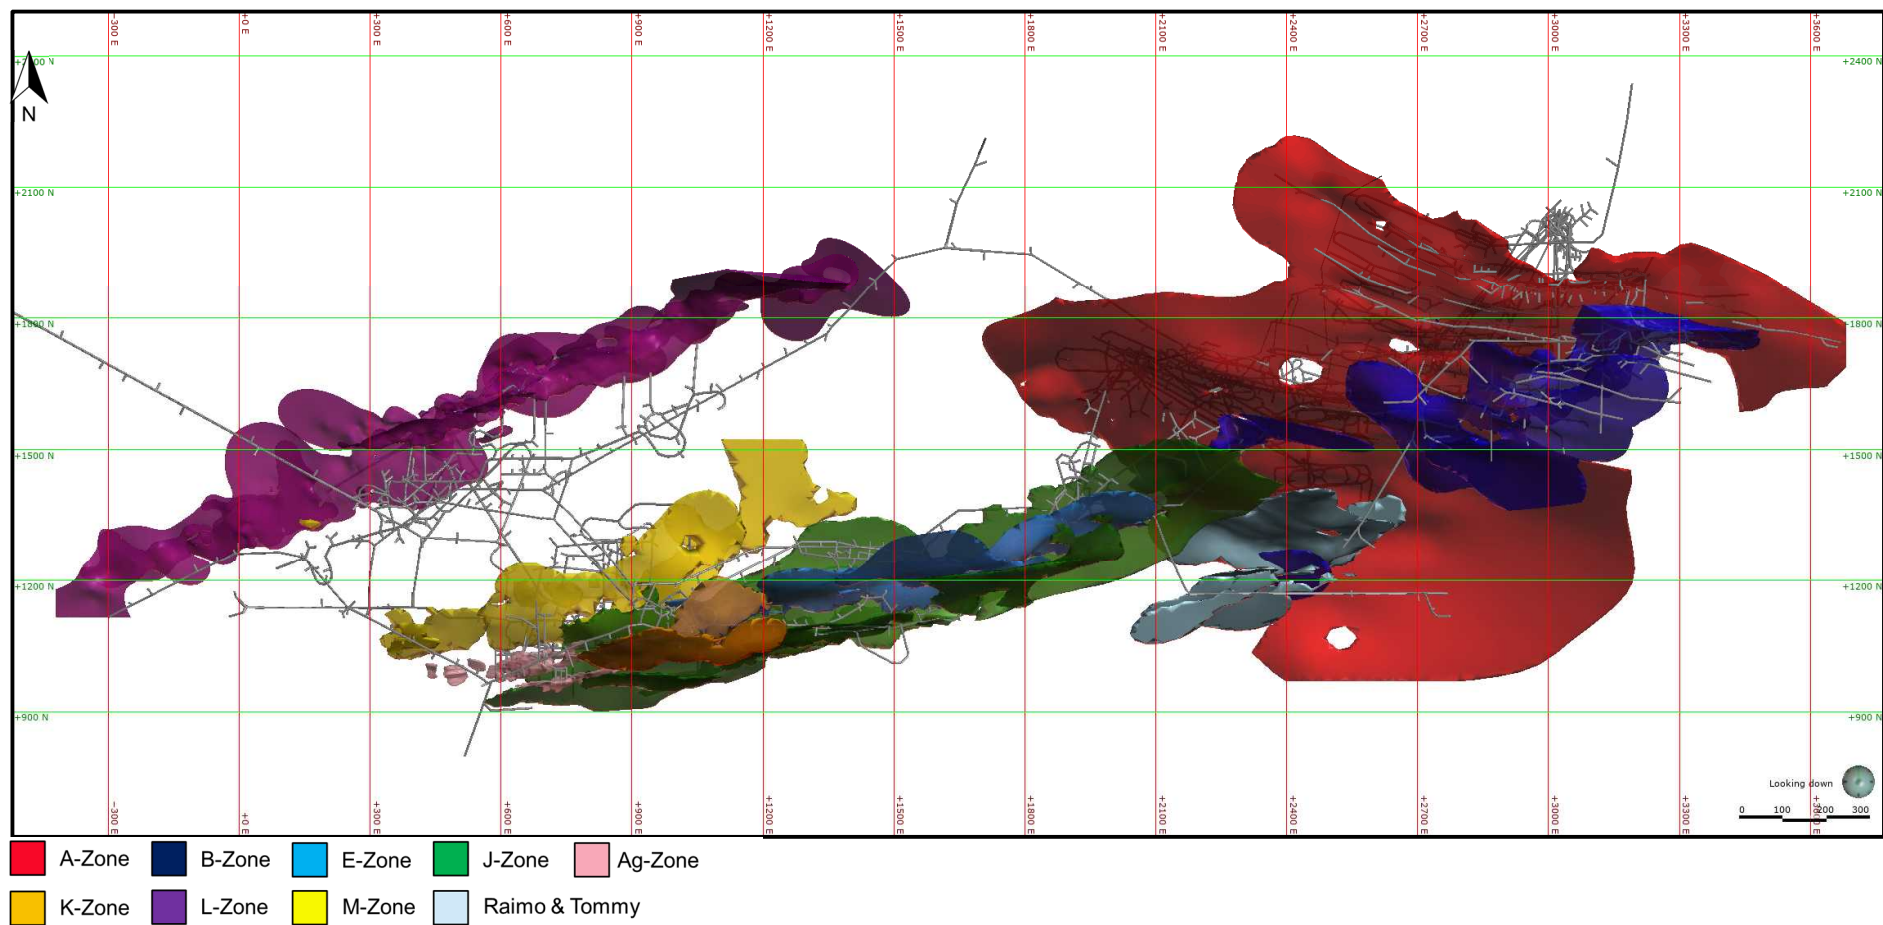 -300 E +0 E +300 E +600 E +900 E +1200 E +1500 E +1800 E +2100 E +2400 E +2700 E +3000 E +3300 E +3600 E
+2400 N +2400 N
N
+2100 N +2100 N
+1800 N +1800 N
+1500 N +1500 N
+1200 N +1200 N
+900 N +900 N
Looking down
0 100 200 300
-300 E +0 E +300 E +600 E +900 E +1200 E +1500 E +1800 E +2100 E +2400 E +2700 E +3000 E +3300 E +3600 E
A-Zone B-Zone E-Zone J-Zone Ag-Zone
K-Zone L-Zone M-Zone Raimo & Tommy